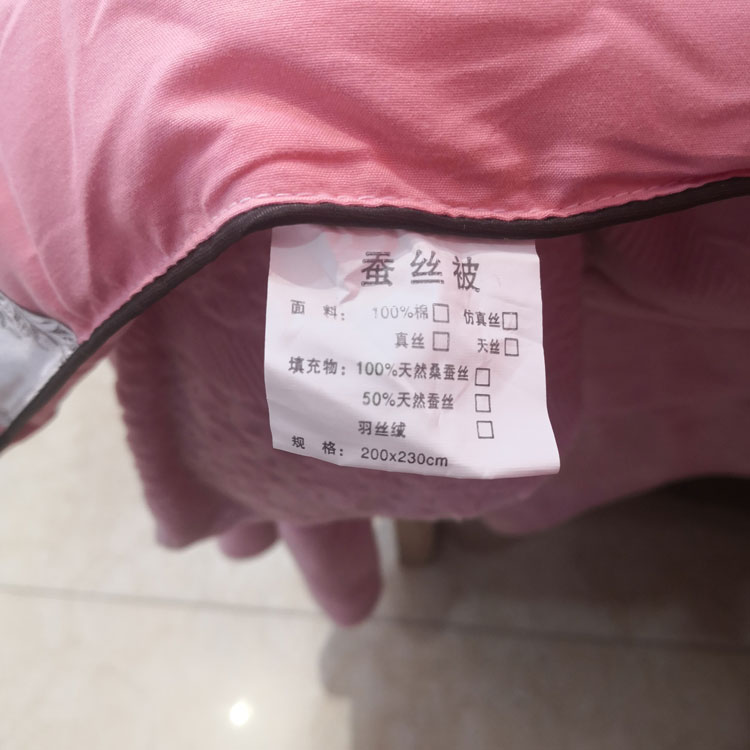 蚕丝被
面 料： 100%棉□ 仿真丝□
真丝□ 天丝□
填充物：100%天然桑蚕丝□
50%天然蚕丝□
羽丝绒□
规 格： 200x230cm